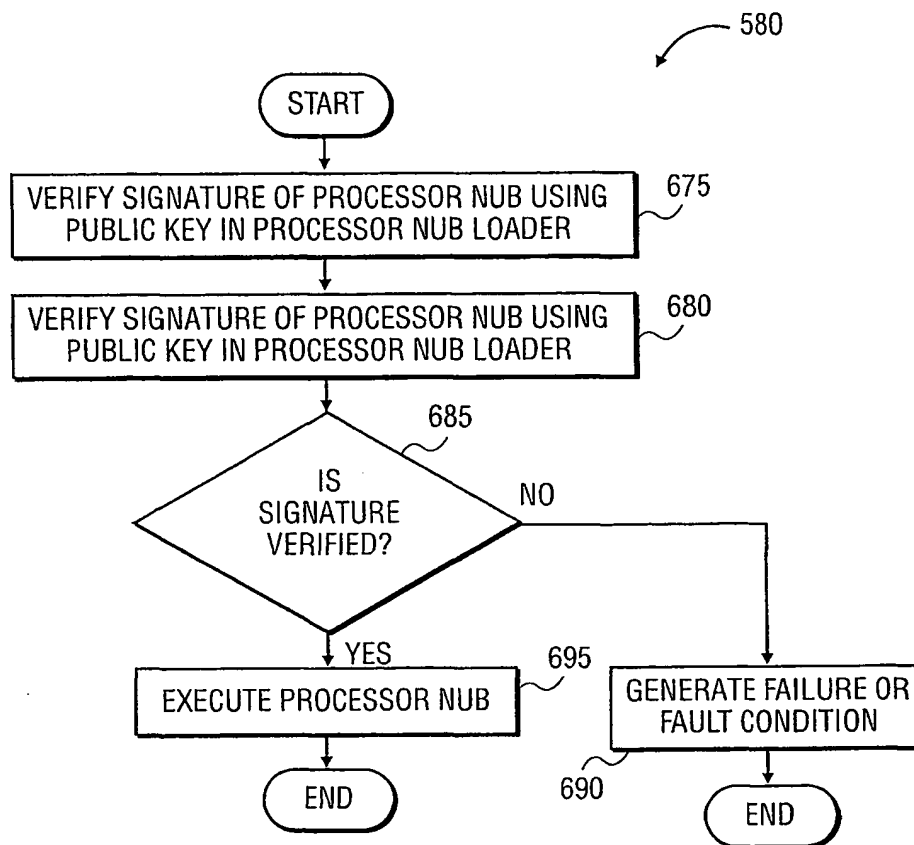 580
START
VERIFY SIGNATURE OF PROCESSOR NUB USING
PUBLIC KEY IN PROCESSOR NUB LOADER
675
VERIFY SIGNATURE OF PROCESSOR NUB USING
PUBLIC KEY IN PROCESSOR NUB LOADER
680
685
IS
SIGNATURE
VERIFIED?
NO
YES
EXECUTE PROCESSOR NUB
695
GENERATE FAILURE OR
FAULT CONDITION
690
END
END